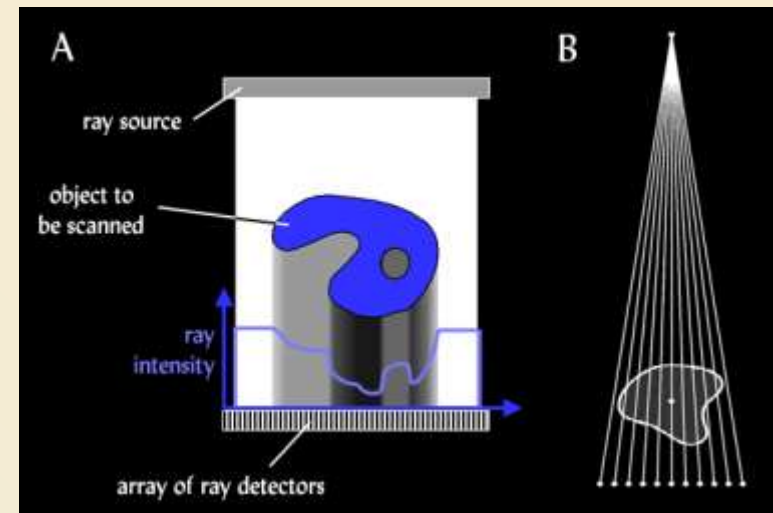 A
B
ray source
object to
be scanned
ray
intensity
array of ray detectors